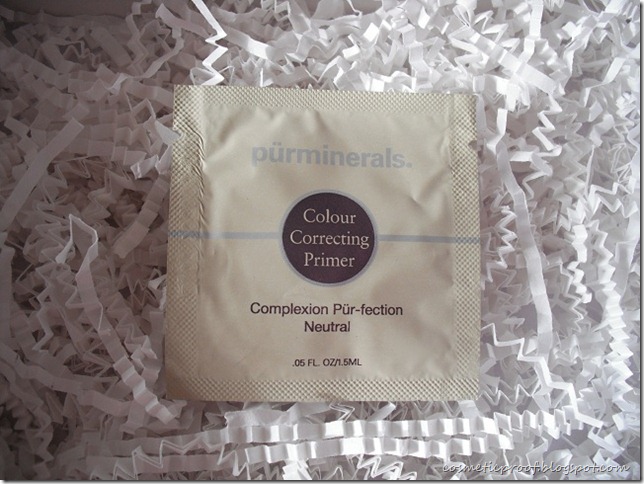 pürminerals.
Colour
Correcting
Primer
Complexion Pür-fection
Neutral
.05 FL. OZ/1.5ML
cosmeticproof.blogspot.com